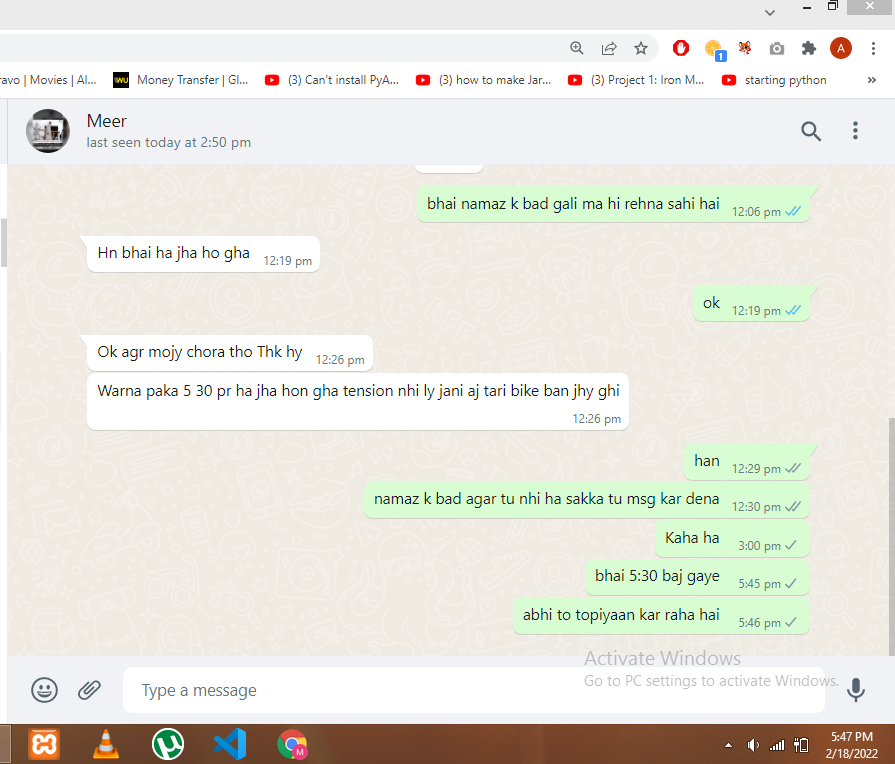 avo | Movies | Al... Money Transfer | Gl... (3) Can't install PyA... (3) how to make Jar... (3) Project 1: Iron M... starting python »
1
A
Meer
last seen today at 2:50 pm
bhai namaz k bad gali ma hi rehna sahi hai 12:06 pm
Hn bhai ha jha ho gha 12:19 pm
ok 12:19 pm
Ok agr mojy chora tho Thk hy 12:26 pm
Warna paka 5 30 pr ha jha hon gha tension nhi ly jani aj tari bike ban jhy ghi
12:26 pm
han 12:29 pm
namaz k bad agar tu nhi ha sakka tu msg kar dena 12:30 pm
Kaha ha 3:00 pm
bhai 5:30 baj gaye 5:45 pm
abhi to topiyaan kar raha hai 5:46 pm
Activate Windows
Go to PC settings to activate Windows.
Type a message
M
5:47 PM
2/18/2022